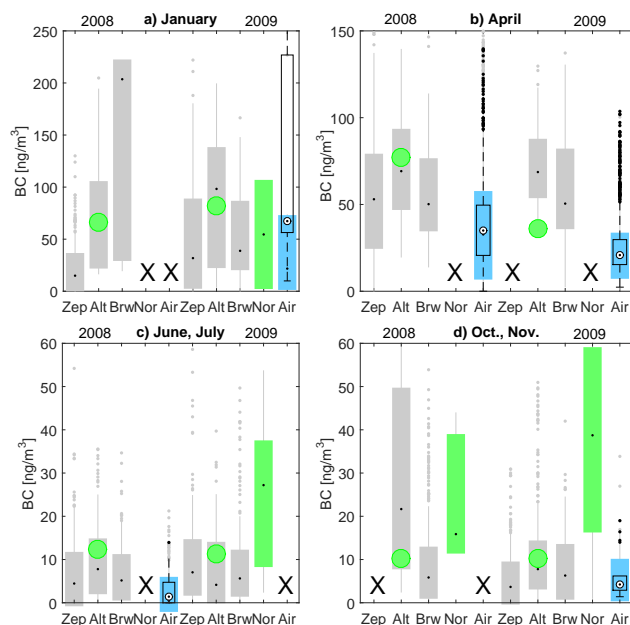 2008 a) January 2009
250
200
150
100
50
0
BC [ng/m³]
X X
Zep Alt Brw Nor Air Zep Alt Brw Nor Air
2008 b) April 2009
150
100
50
0
BC [ng/m³]
X X X
Zep Alt Brw Nor Air Zep Alt Brw Nor Air
2008 c) June, July 2009
60
50
40
30
20
10
0
BC [ng/m³]
X X
Zep Alt Brw Nor Air Zep Alt Brw Nor Air
2008 d) Oct., Nov. 2009
60
50
40
30
20
10
0
BC [ng/m³]
X X
Zep Alt Brw Nor Air Zep Alt Brw Nor Air